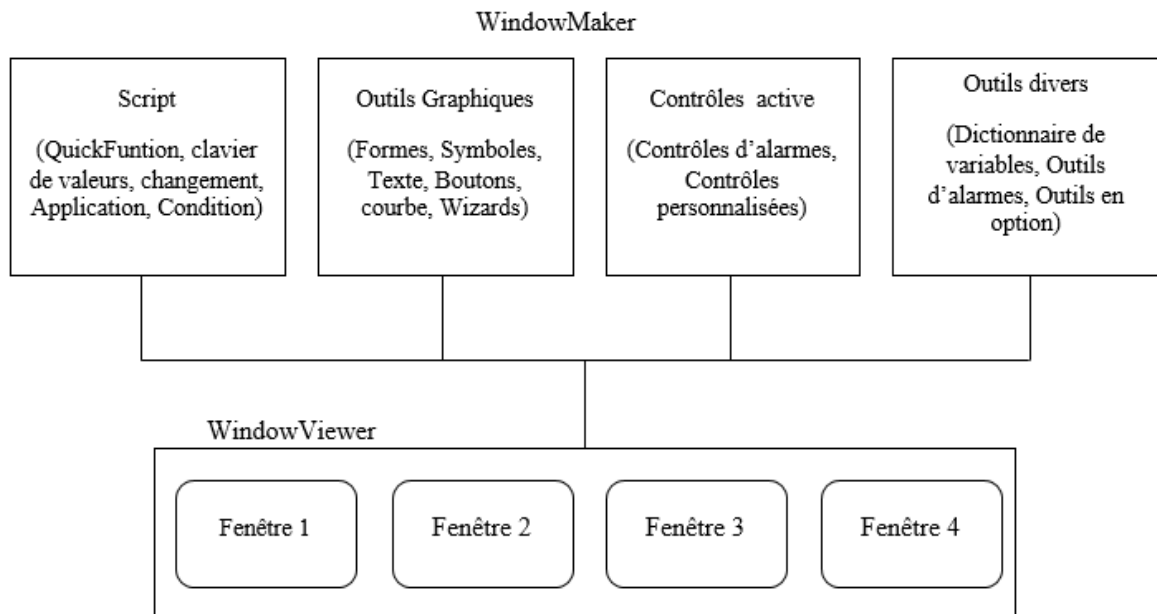 WindowMaker
Script
(QuickFuntion, clavier
de valeurs, changement,
Application, Condition)
Outils Graphiques
(Formes, Symboles,
Texte, Boutons,
courbe, Wizards)
Contrôles active
(Contrôles d’alarmes,
Contrôles
personnalisées)
Outils divers
(Dictionnaire de
variables, Outils
d’alarmes, Outils en
option)
WindowViewer
Fenêtre 1
Fenêtre 2
Fenêtre 3
Fenêtre 4